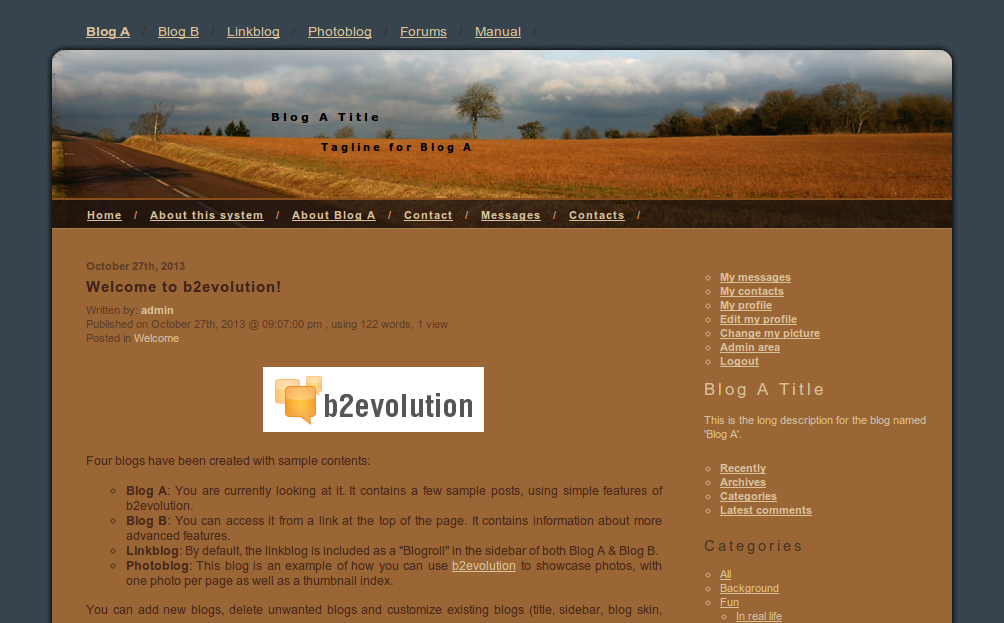 Blog A / Blog B / Linkblog / Photoblog / Forums / Manual /
Blog A Title
Tagline for Blog A
Home / About this system / About Blog A / Contact / Messages / Contacts /
October 27th, 2013
Welcome to b2evolution!
Written by: admin
Published on October 27th, 2013 @ 09:07:00 pm , using 122 words, 1 view
Posted in Welcome
b2evolution
Four blogs have been created with sample contents:
Blog A: You are currently looking at it. It contains a few sample posts, using simple features of
b2evolution.
Blog B: You can access it from a link at the top of the page. It contains information about more
advanced features.
Linkblog: By default, the linkblog is included as a "Blogroll" in the sidebar of both Blog A & Blog B.
Photoblog: This blog is an example of how you can use b2evolution to showcase photos, with
one photo per page as well as a thumbnail index.
You can add new blogs, delete unwanted blogs and customize existing blogs (title, sidebar, blog skin,
My messages
My contacts
My profile
Edit my profile
Change my picture
Admin area
Logout
Blog A Title
This is the long description for the blog named
'Blog A'.
Recently
Archives
Categories
Latest comments
Categories
All
Background
Fun
In real life